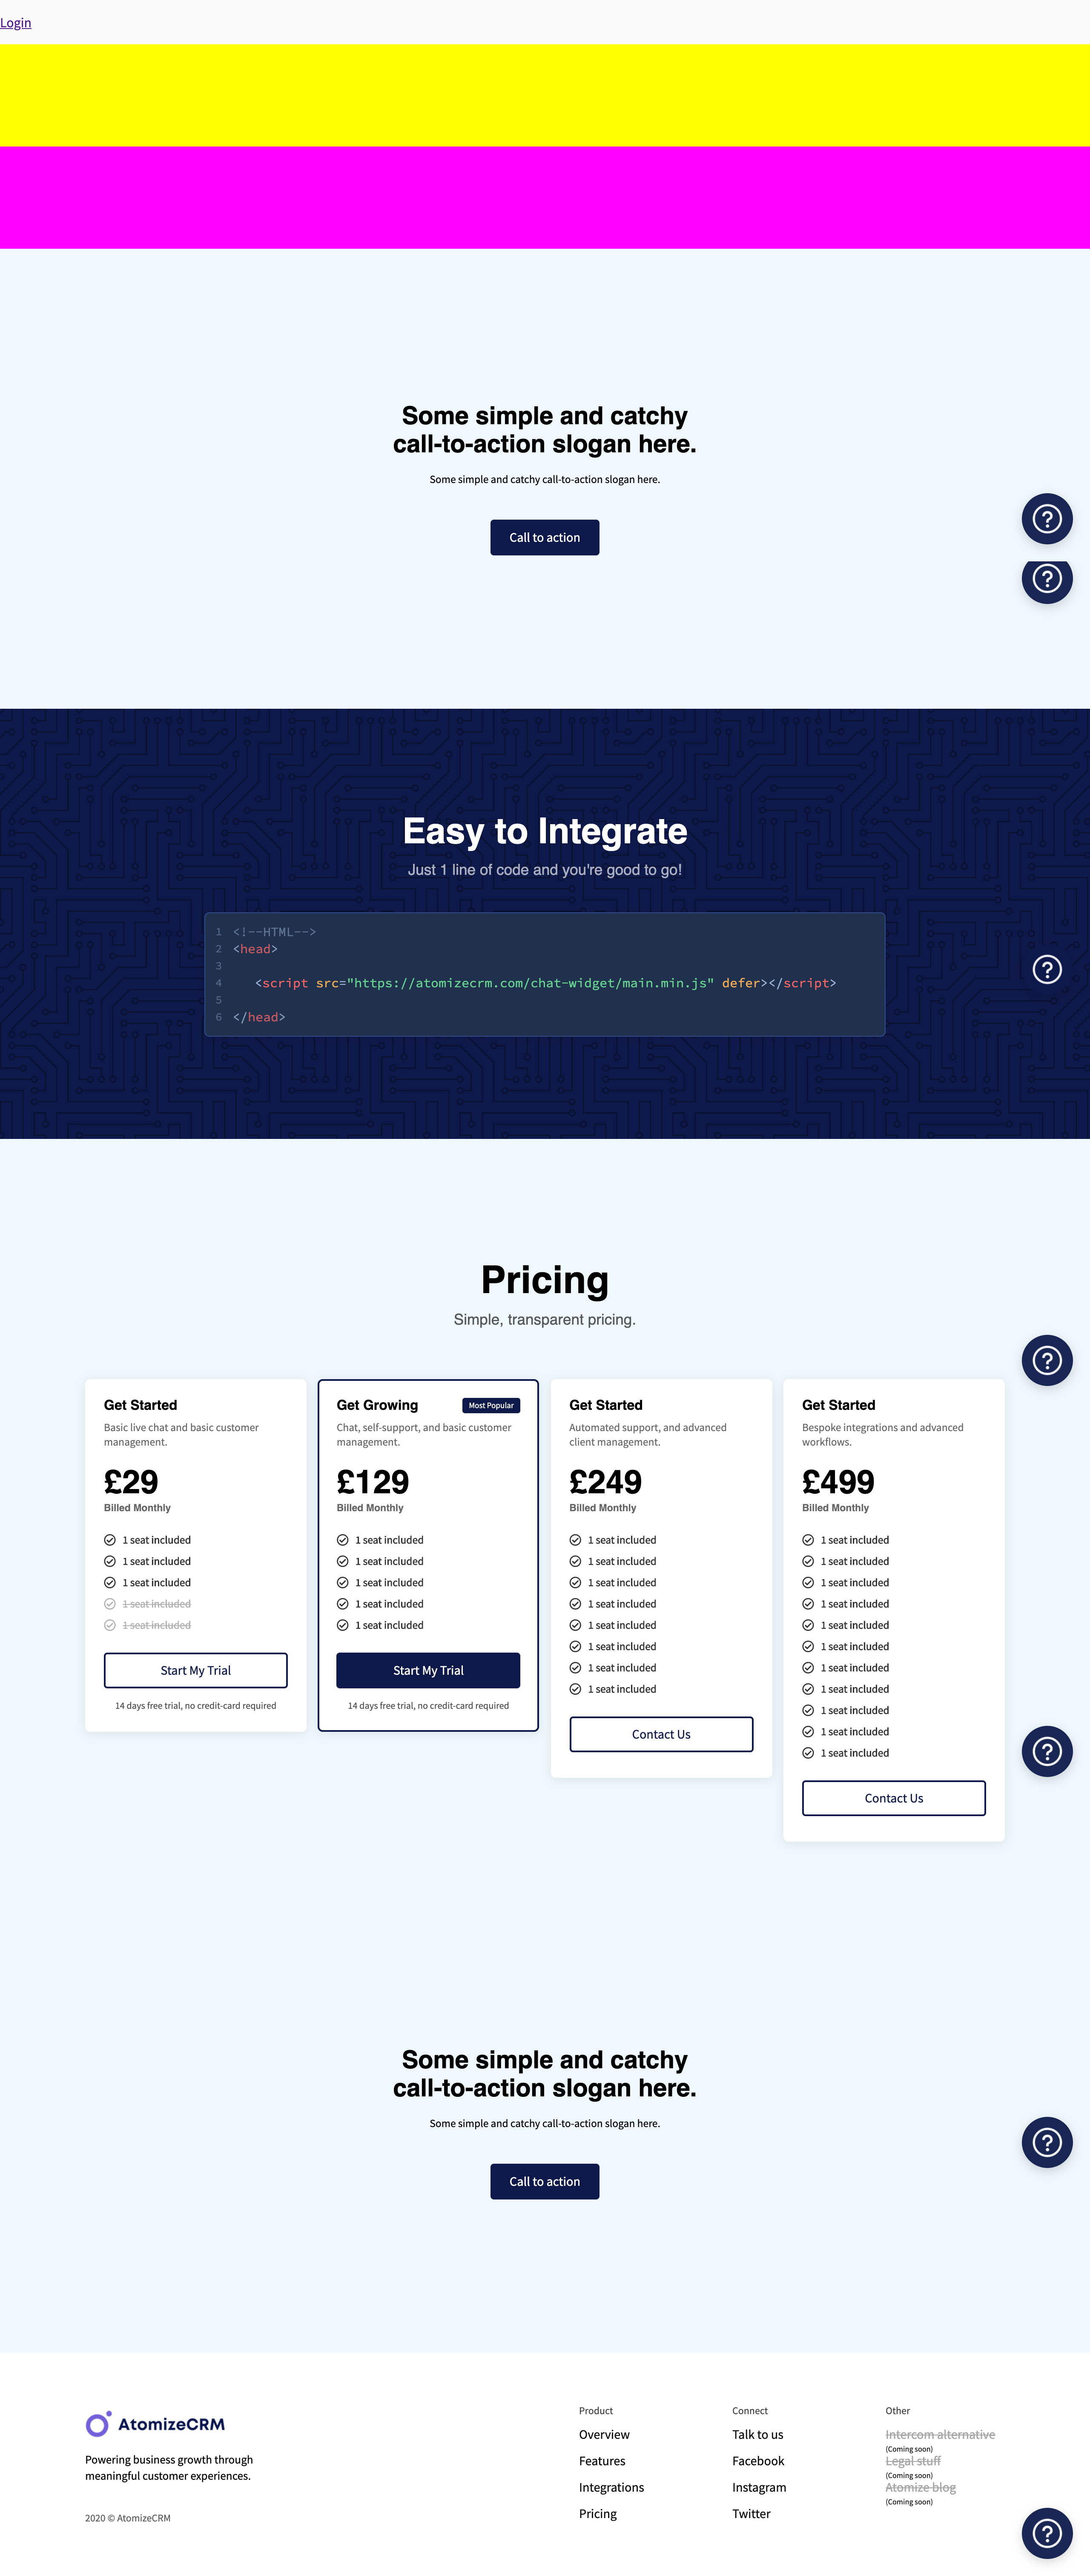 Login
Some simple and catchy
call-to-action slogan here.
Some simple and catchy call-to-action slogan here.
Call to action
Easy to Integrate
Just 1 line of code and you're good to go!
1 <!--HTML-->
2 <head>
3
4 <script src="https://atomizecrm.com/chat-widget/main.min.js" defer></script>
5
6 </head>
Pricing
Simple, transparent pricing.
Get Started
Basic live chat and basic customer
management.
£29
Billed Monthly
1 seat included
1 seat included
1 seat included
1 seat included
1 seat included
Start My Trial
14 days free trial, no credit-card required
Get Growing
Most Popular
Chat, self-support, and basic customer
management.
£129
Billed Monthly
1 seat included
1 seat included
1 seat included
1 seat included
1 seat included
Start My Trial
14 days free trial, no credit-card required
Get Started
Automated support, and advanced
client management.
£249
Billed Monthly
1 seat included
1 seat included
1 seat included
1 seat included
1 seat included
1 seat included
1 seat included
1 seat included
Contact Us
Get Started
Bespoke integrations and advanced
workflows.
£499
Billed Monthly
1 seat included
1 seat included
1 seat included
1 seat included
1 seat included
1 seat included
1 seat included
1 seat included
1 seat included
1 seat included
1 seat included
Contact Us
Some simple and catchy
call-to-action slogan here.
Some simple and catchy call-to-action slogan here.
Call to action
AtomizeCRM
Powering business growth through
meaningful customer experiences.
2020 © AtomizeCRM
Product
Overview
Features
Integrations
Pricing
Connect
Talk to us
Facebook
Instagram
Twitter
Other
Intercom alternative
(Coming soon)
Legal stuff
(Coming soon)
Atomize blog
(Coming soon)